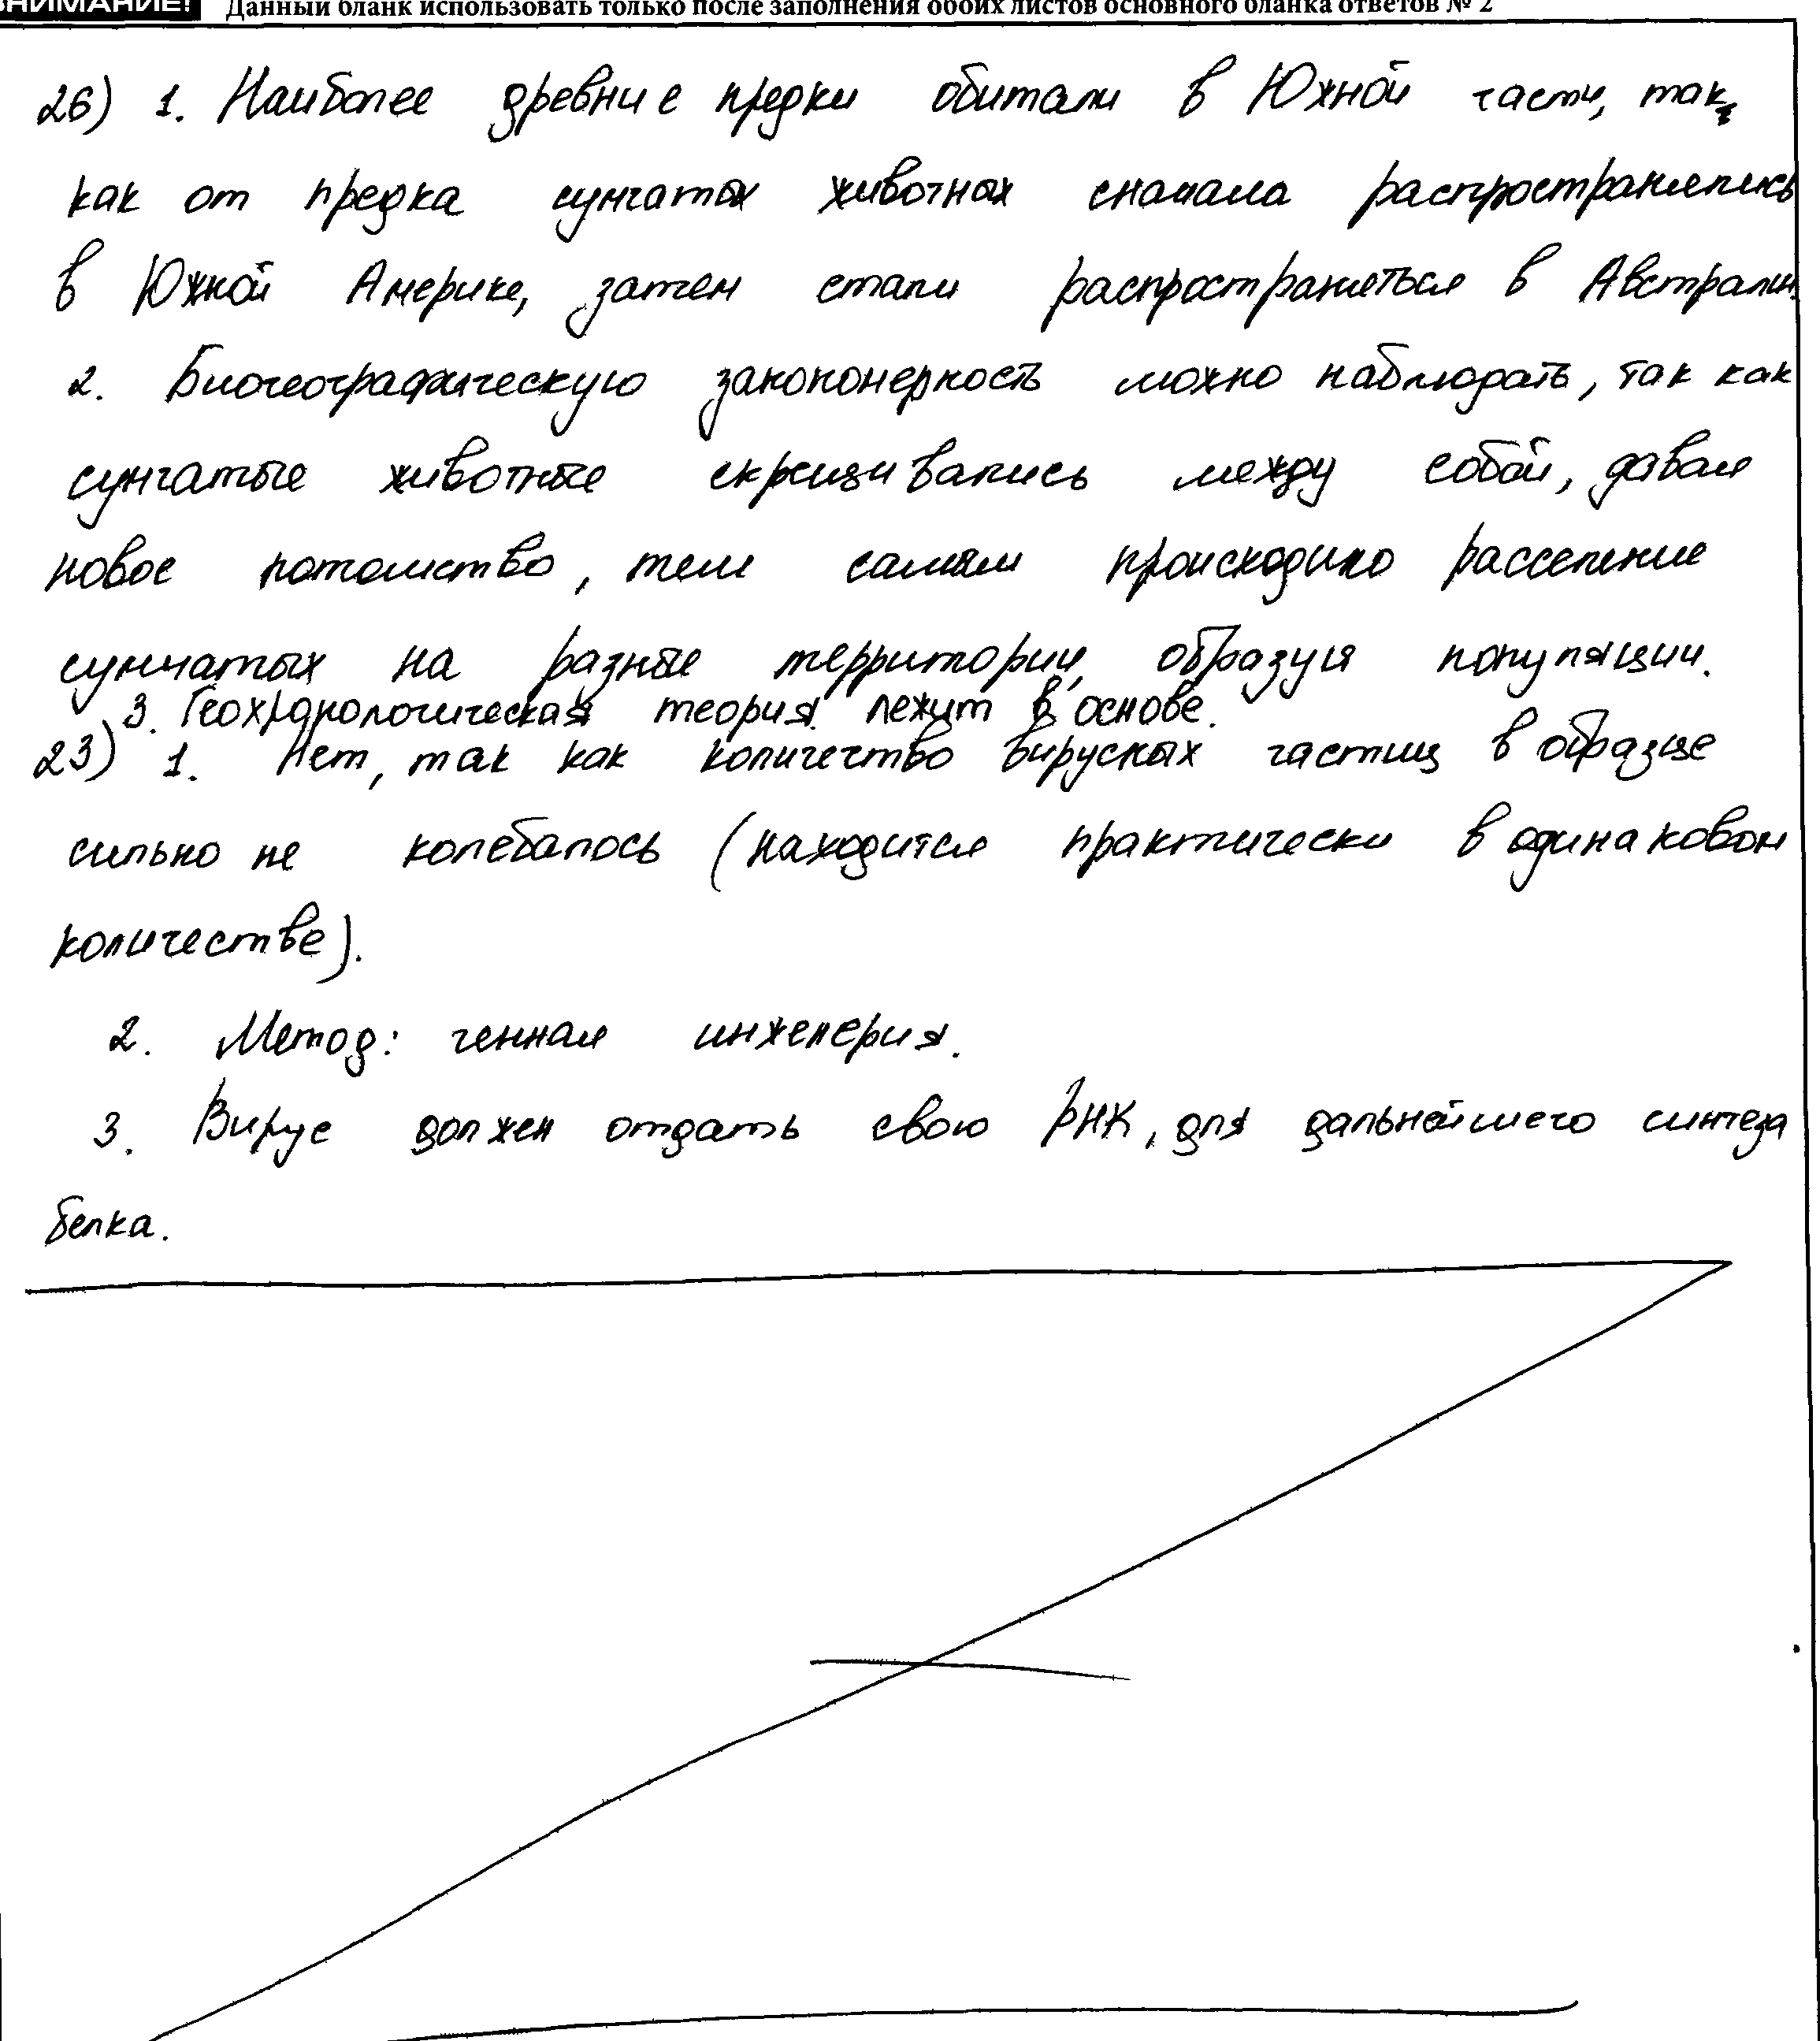 ВНИМАНИЕ! Данный бланк использовать только после заполнения обоих листов основного бланка ответов № 2
26) 1. Наиболее древние предки обитали в Южной части, так
как от предка сумчатых животных сначала распространялись
в Южной Америке, затем стали распространяться в Австралии.
2. Биогеографическую закономерность можно наблюдать, так как
сумчатые животные скрещивались между собой, давая
новое потомство, тем самым происходило расселение
сумчатых на разные территории, образуя популяции.
3. Геохронологическая теория лежит в основе.
23) 1. Нет, так как количество вирусных частиц в образце
сильно не колебалось (находится практически в одинаковом
количестве).
2. Метод: генная инженерия.
3. Вирус должен отдать свою РНК, для дальнейшего синтеза
белка.